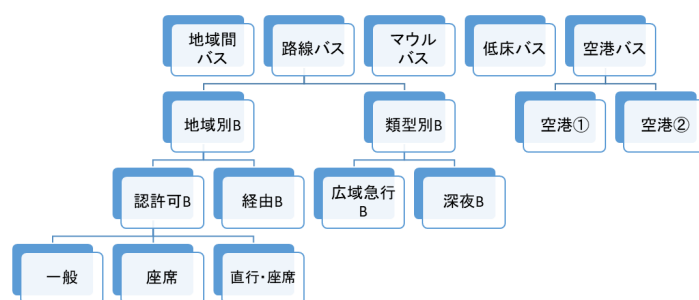 地域間
バス
路線バス
マウル
バス
低床バス
空港バス
地域別B
類型別B
空港①
空港②
認許可B
経由B
広域急行
B
深夜B
一般
座席
直行・座席